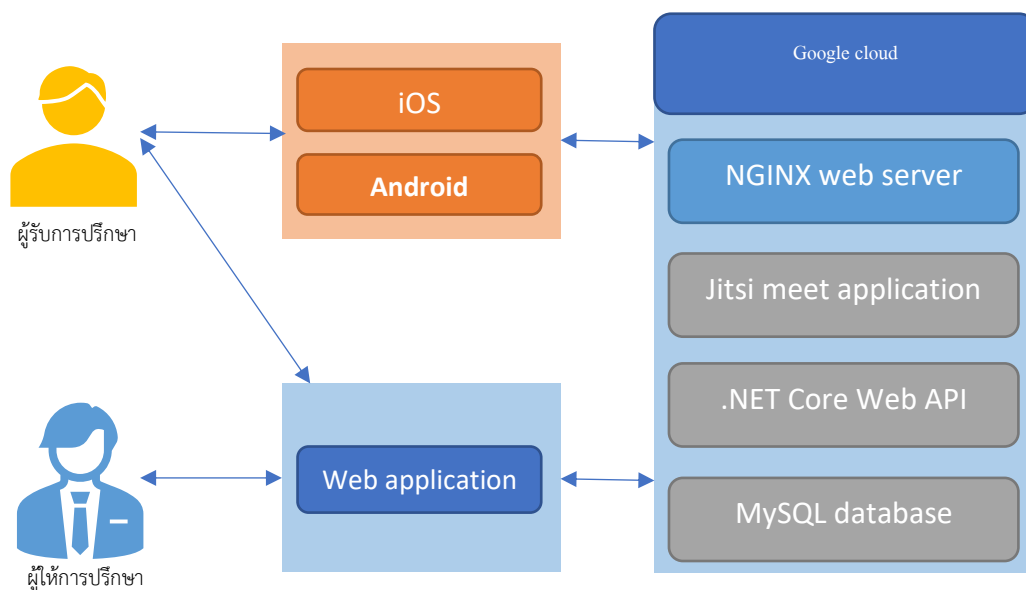 Google cloud
iOS
NGINX web server
Android
ผู้รับการปรึกษา
Jitsi meet application
.NET Core Web API
Web application
MySQL database
ผู้ให้การปรึกษา